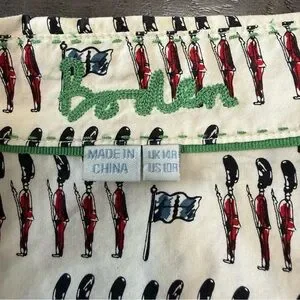 Boden
MADE IN
CHINA
UK 14R
US 10R